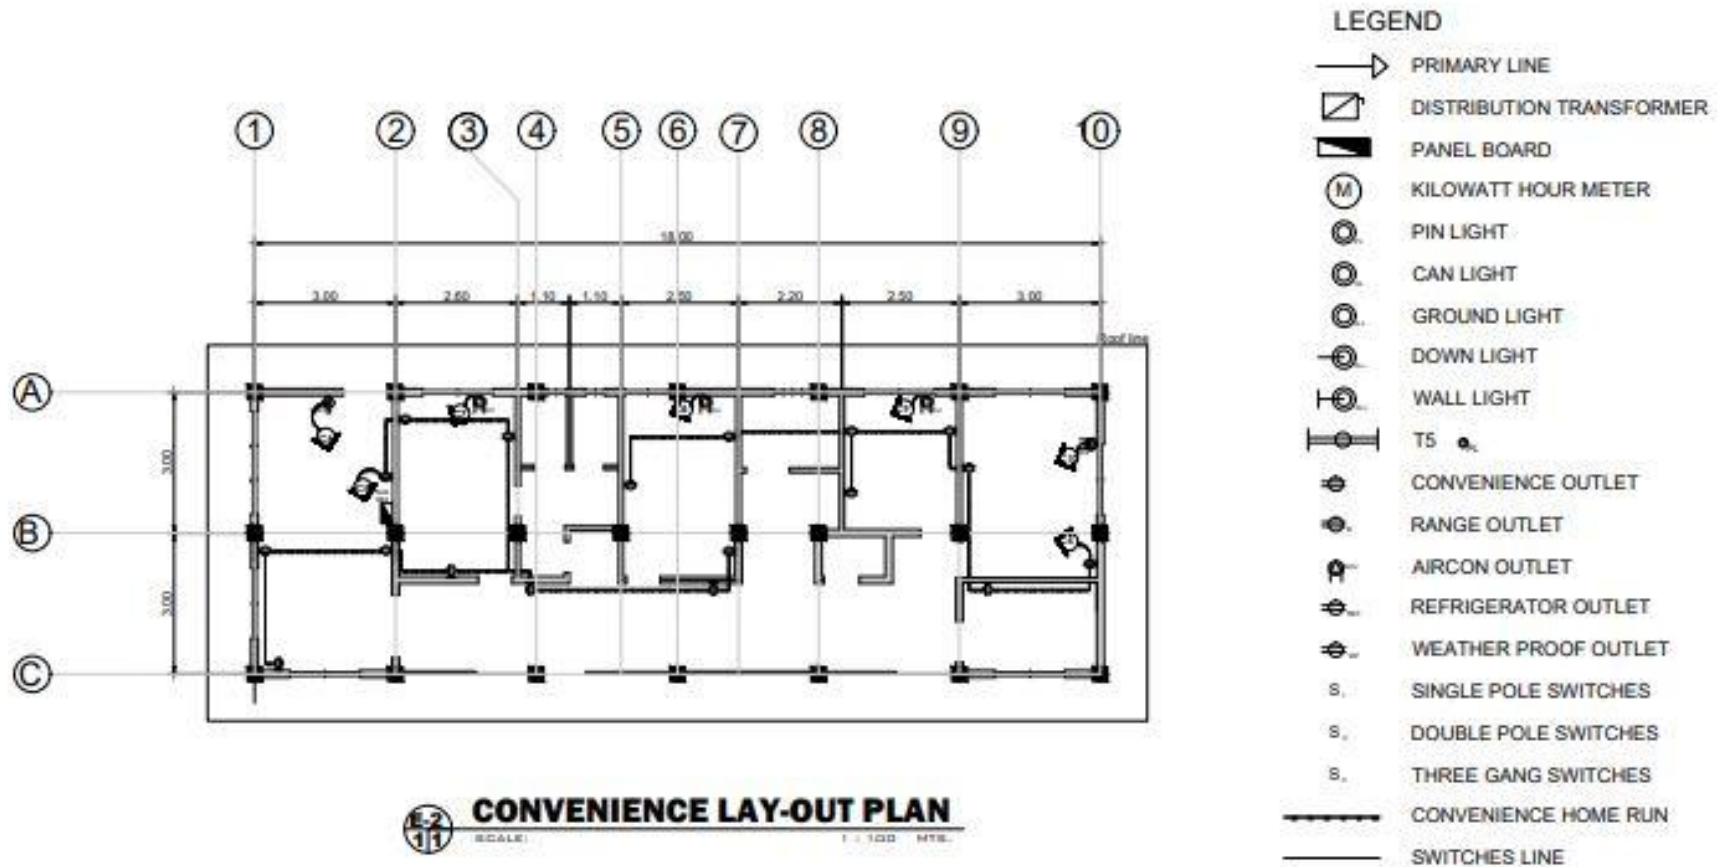 LEGEND
PRIMARY LINE
DISTRIBUTION TRANSFORMER
PANEL BOARD
M KILOWATT HOUR METER
PIN LIGHT
CAN LIGHT
GROUND LIGHT
DOWN LIGHT
WALL LIGHT
T5
CONVENIENCE OUTLET
RANGE OUTLET
AIRCON OUTLET
REFRIGERATOR OUTLET
WEATHER PROOF OUTLET
S SINGLE POLE SWITCHES
S DOUBLE POLE SWITCHES
S THREE GANG SWITCHES
CONVENIENCE HOME RUN
SWITCHES LINE
1 2 3 4 5 6 7 8 9 10
18.00
3.00 2.60 1.10 1.10 2.50 2.20 2.50 3.00
Roof line
A
3.00
B
3.00
C
E-2
11
CONVENIENCE LAY-OUT PLAN
SCALE: 1 : 100 MTS.